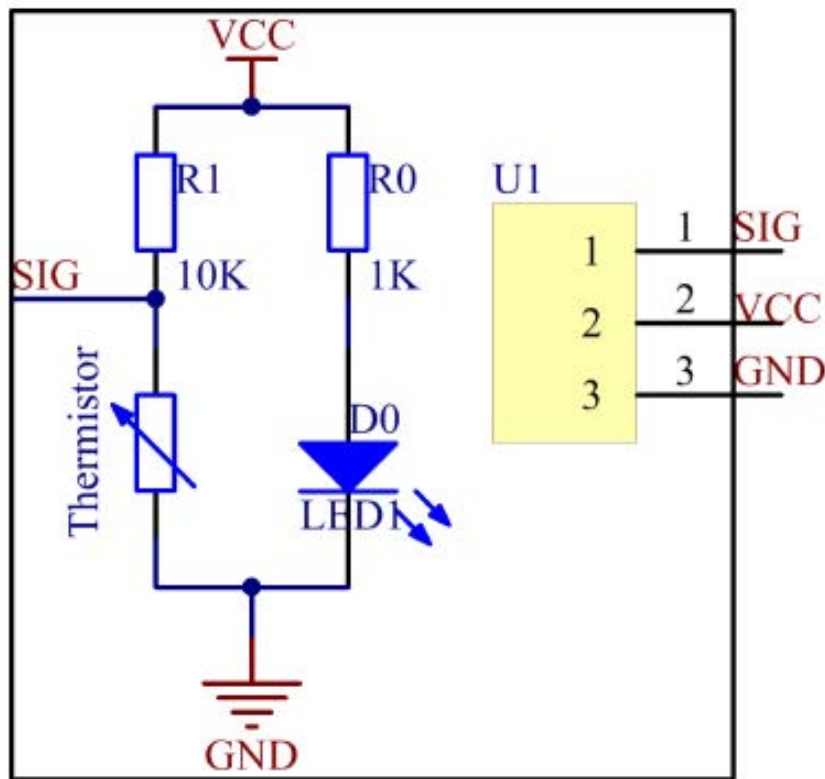 VCC
R1
10K
SIG
Thermistor
R0
1K
D0
LED1
GND
U1
1 1 SIG
2 2 VCC
3 3 GND